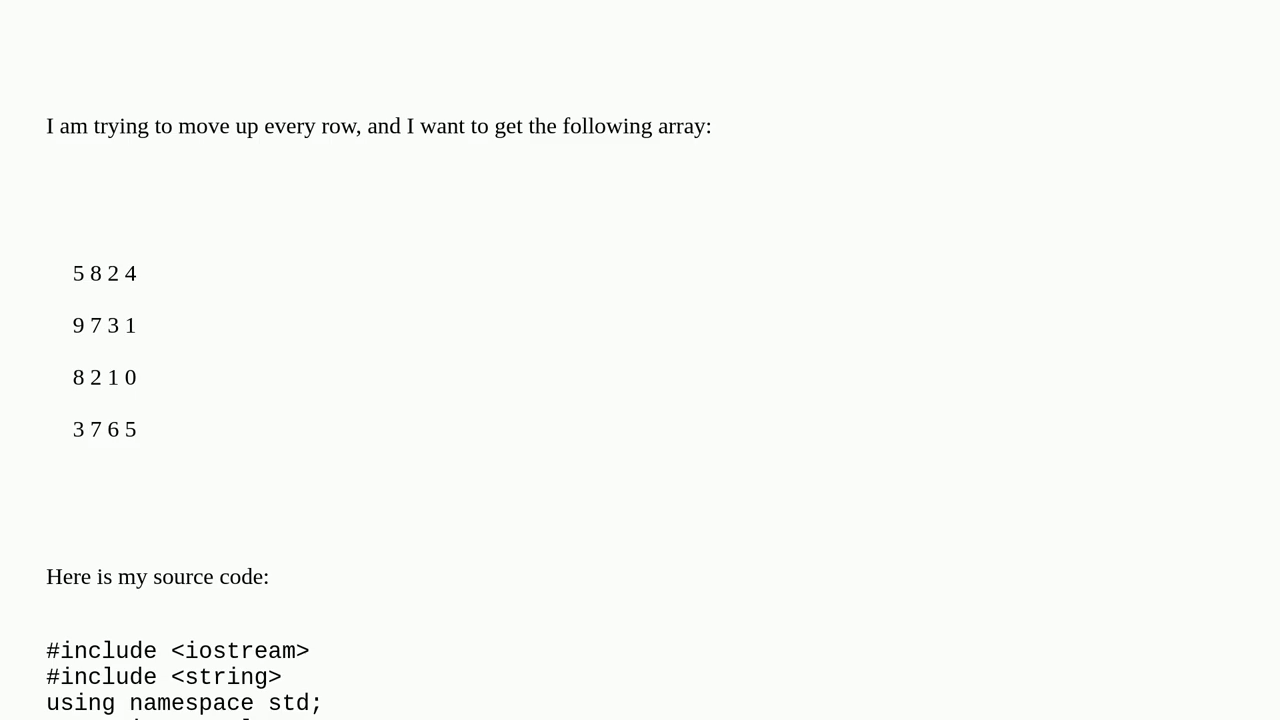 I am trying to move up every row, and I want to get the following array:
5 8 2 4
9 7 3 1
8 2 1 0
3 7 6 5
Here is my source code:
#include <iostream>
#include <string>
using namespace std;